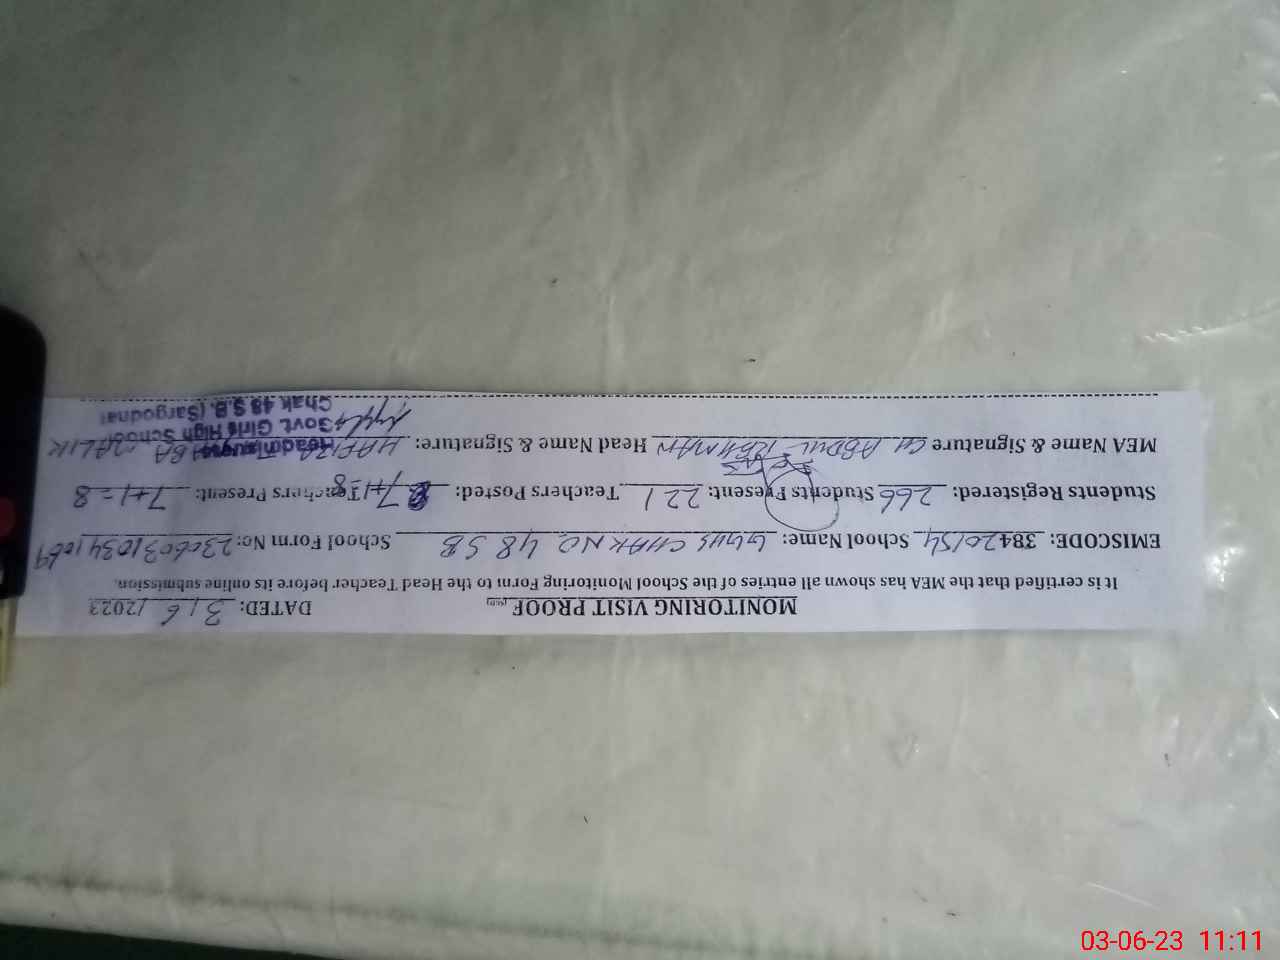 MONITORING VISIT PROOF DATED: 3/6/2023
It is certified that the MEA has shown all entries of the School Monitoring Form to the Head Teacher before its online submission.
EMISCODE: 38420154 School Name: GGHS CHAK NO. 48 SB School Form No: 2306031034
Students Registered: 266 Students Present: 221 Teachers Posted: 7+1=8 Teachers Present: 7+1=8
MEA Name & Signature CH ABDUL REHMAN Head Name & Signature: MALIK
Headmistress
Govt. Girls High School
Chak 48 S.B. (Sargodha)
03-06-23 11:11